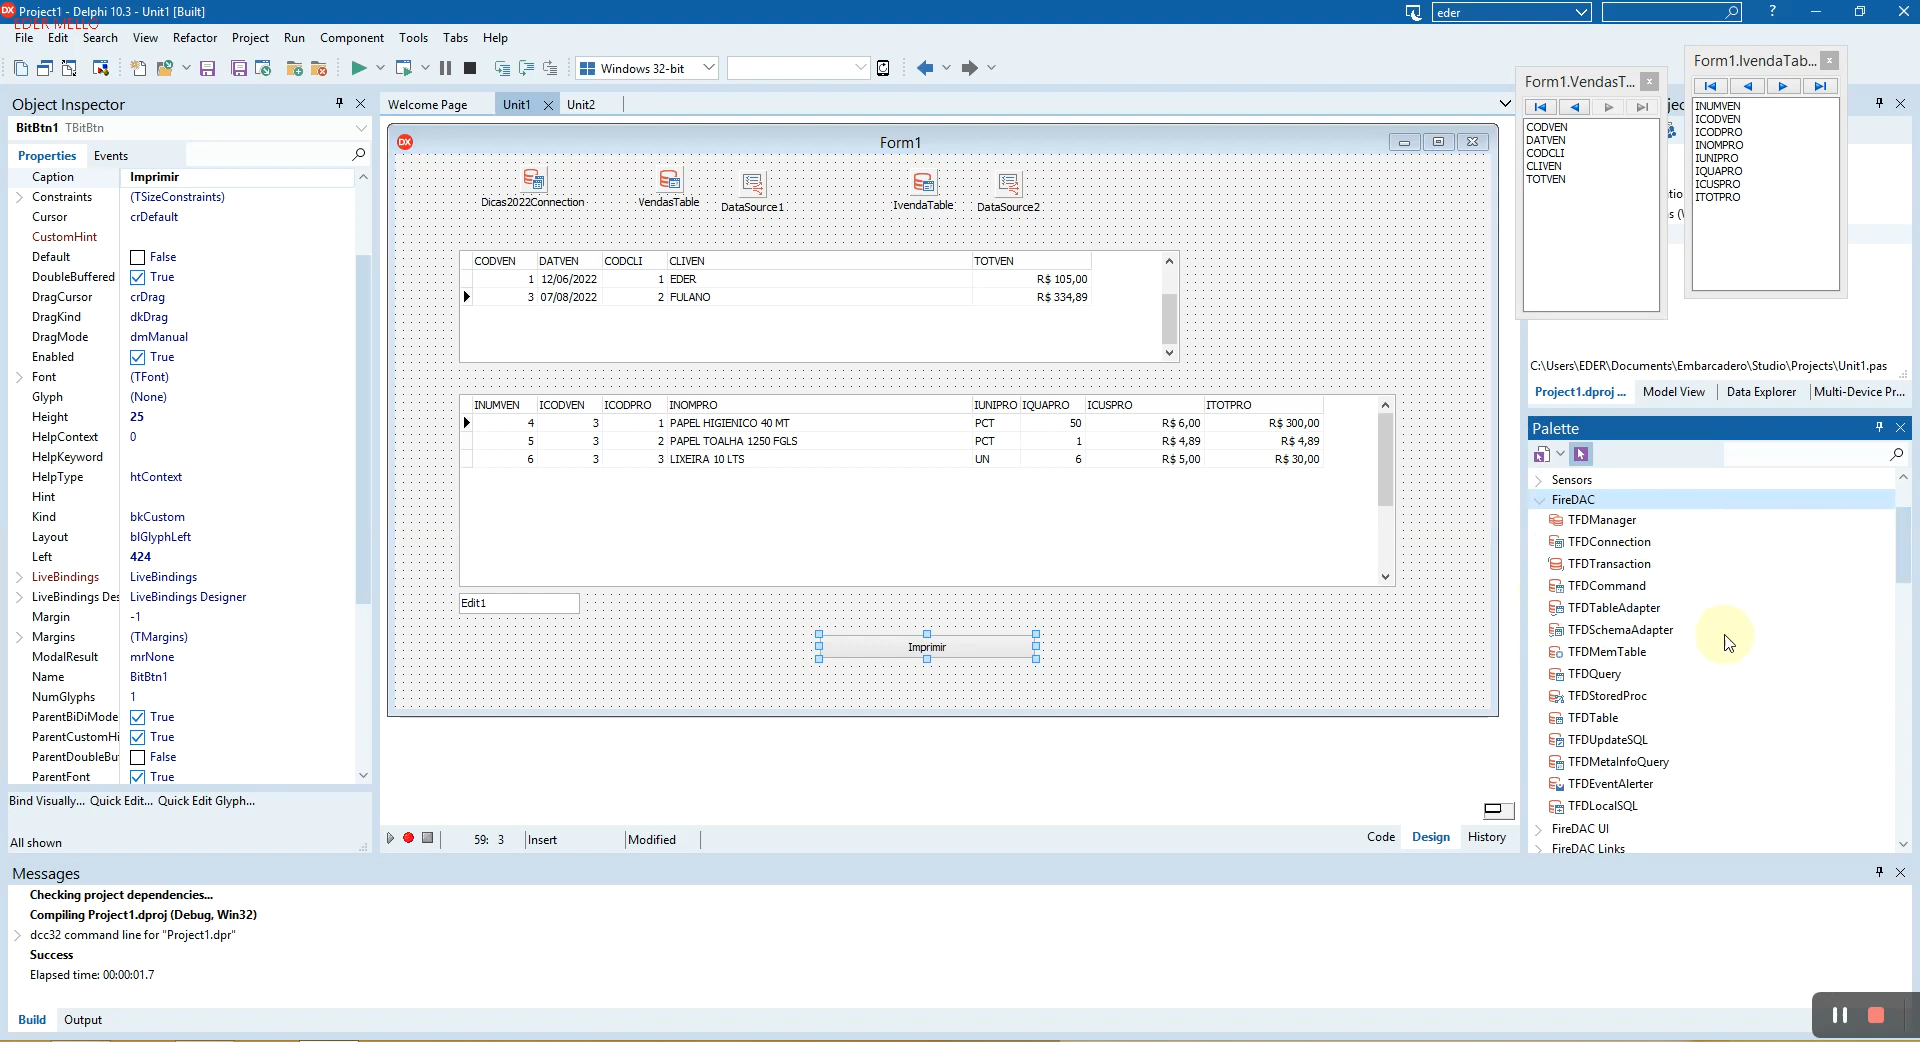 Project1 - Delphi 10.3 - Unit1 [Built]
eder
?
EDER MELLO
File Edit Search View Refactor Project Run Component Tools Tabs Help
Windows 32-bit
Object Inspector
BitBtn1 TBitBtn
Properties Events
Caption Imprimir
Constraints (TSizeConstraints)
Cursor crDefault
CustomHint
Default False
DoubleBuffered True
DragCursor crDrag
DragKind dkDrag
DragMode dmManual
Enabled True
Font (TFont)
Glyph (None)
Height 25
HelpContext 0
HelpKeyword
HelpType htContext
Hint
Kind bkCustom
Layout blGlyphLeft
Left 424
LiveBindings LiveBindings
LiveBindings Des LiveBindings Designer
Margin -1
Margins (TMargins)
ModalResult mrNone
Name BitBtn1
NumGlyphs 1
ParentBiDiMode True
ParentCustomHi True
ParentDoubleBu False
ParentFont True
Bind Visually... Quick Edit... Quick Edit Glyph...
All shown
Welcome Page Unit1 Unit2
Form1
Dicas2022Connection VendasTable DataSource1 IvendaTable DataSource2
CODVEN DATVEN CODCLI CLIVEN TOTVEN
1 12/06/2022 1 EDER R$ 105,00
3 07/08/2022 2 FULANO R$ 334,89
INUMVEN ICODVEN ICODPRO INOMPRO IUNIPRO IQUAPRO ICUSPRO ITOTPRO
4 3 1 PAPEL HIGIENICO 40 MT PCT 50 R$ 6,00 R$ 300,00
5 3 2 PAPEL TOALHA 1250 FGLS PCT 1 R$ 4,89 R$ 4,89
6 3 3 LIXEIRA 10 LTS UN 6 R$ 5,00 R$ 30,00
Edit1
Imprimir
59: 3 Insert Modified
Code Design History
Form1.VendasT...
CODVEN
DATVEN
CODCLI
CLIVEN
TOTVEN
Form1.IvendaTab...
INUMVEN
ICODVEN
ICODPRO
INOMPRO
IUNIPRO
IQUAPRO
ICUSPRO
ITOTPRO
C:\Users\EDER\Documents\Embarcadero\Studio\Projects\Unit1.pas
Project1.dproj ... Model View Data Explorer Multi-Device Pr...
Palette
Sensors
FireDAC
TFDManager
TFDConnection
TFDTransaction
TFDCommand
TFDTableAdapter
TFDSchemaAdapter
TFDMemTable
TFDQuery
TFDStoredProc
TFDTable
TFDUpdateSQL
TFDMetaInfoQuery
TFDEventAlerter
TFDLocalSQL
FireDAC UI
FireDAC Links
Messages
Checking project dependencies...
Compiling Project1.dproj (Debug, Win32)
dcc32 command line for "Project1.dpr"
Success
Elapsed time: 00:00:01.7
Build Output